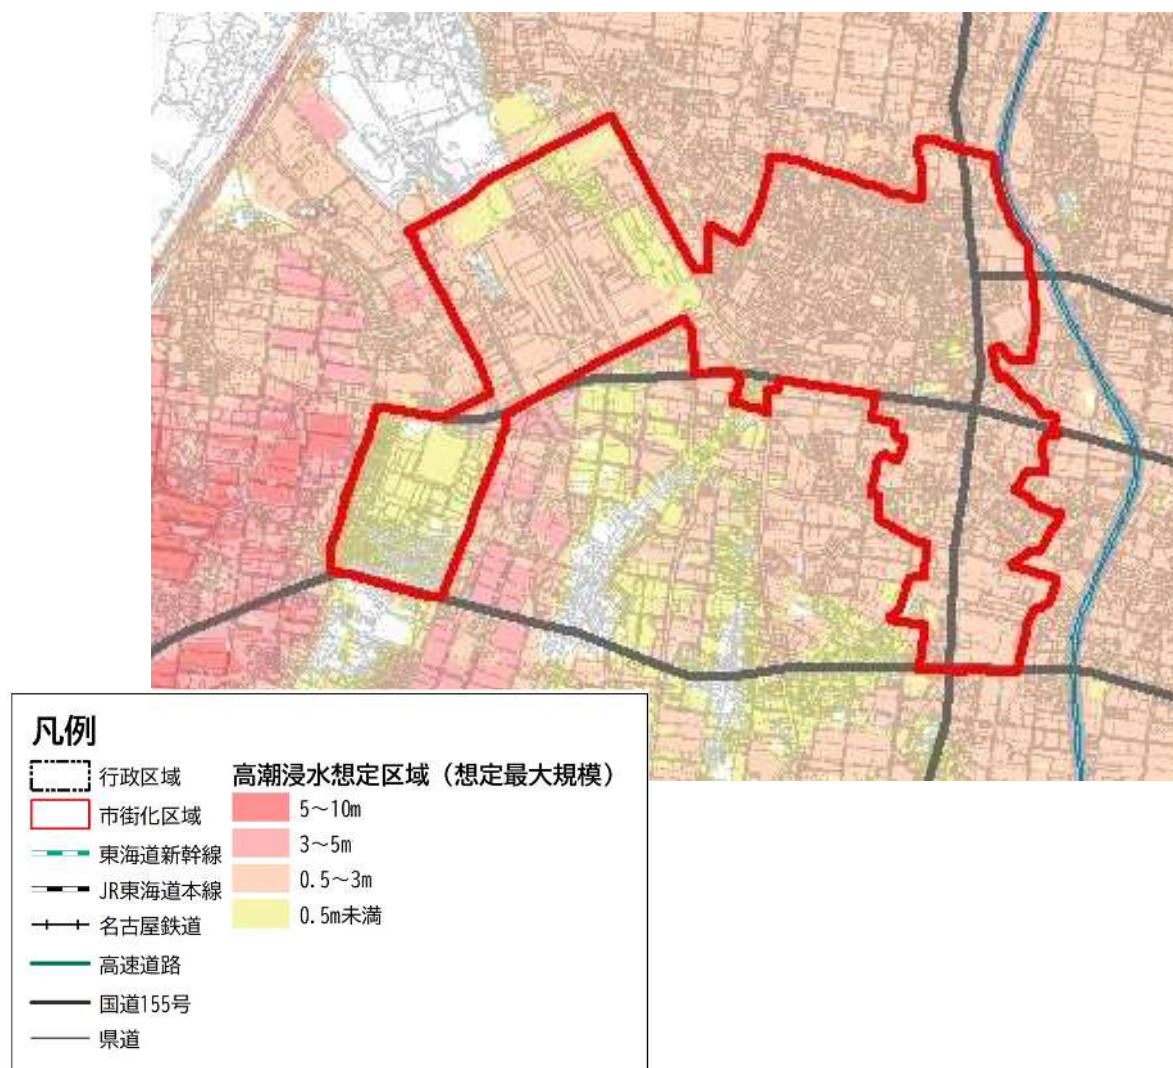 凡例
行政区域
市街化区域
東海道新幹線
JR東海道本線
名古屋鉄道
高速道路
国道155号
県道
高潮浸水想定区域（想定最大規模）
5～10m
3～5m
0.5～3m
0.5m未満